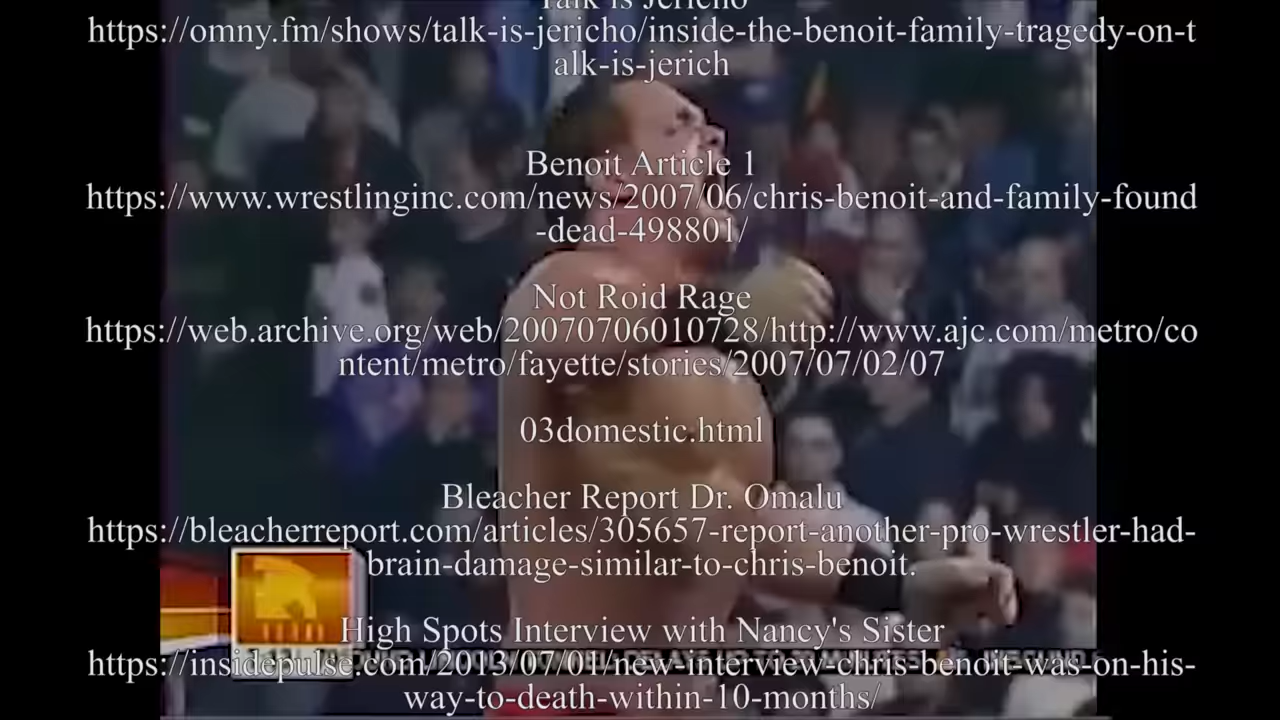 Talk is Jericho
https://omny.fm/shows/talk-is-jericho/inside-the-benoit-family-tragedy-on-t
alk-is-jerich
Benoit Article 1
https://www.wrestlinginc.com/news/2007/06/chris-benoit-and-family-found
-dead-498801/
Not Roid Rage
https://web.archive.org/web/20070706010728/http://www.ajc.com/metro/co
ntent/metro/fayette/stories/2007/07/02/07
03domestic.html
Bleacher Report Dr. Omalu
https://bleacherreport.com/articles/305657-report-another-pro-wrestler-had-
brain-damage-similar-to-chris-benoit.
High Spots Interview with Nancy's Sister
https://insidepulse.com/2013/07/01/new-interview-chris-benoit-was-on-his-
way-to-death-within-10-months/